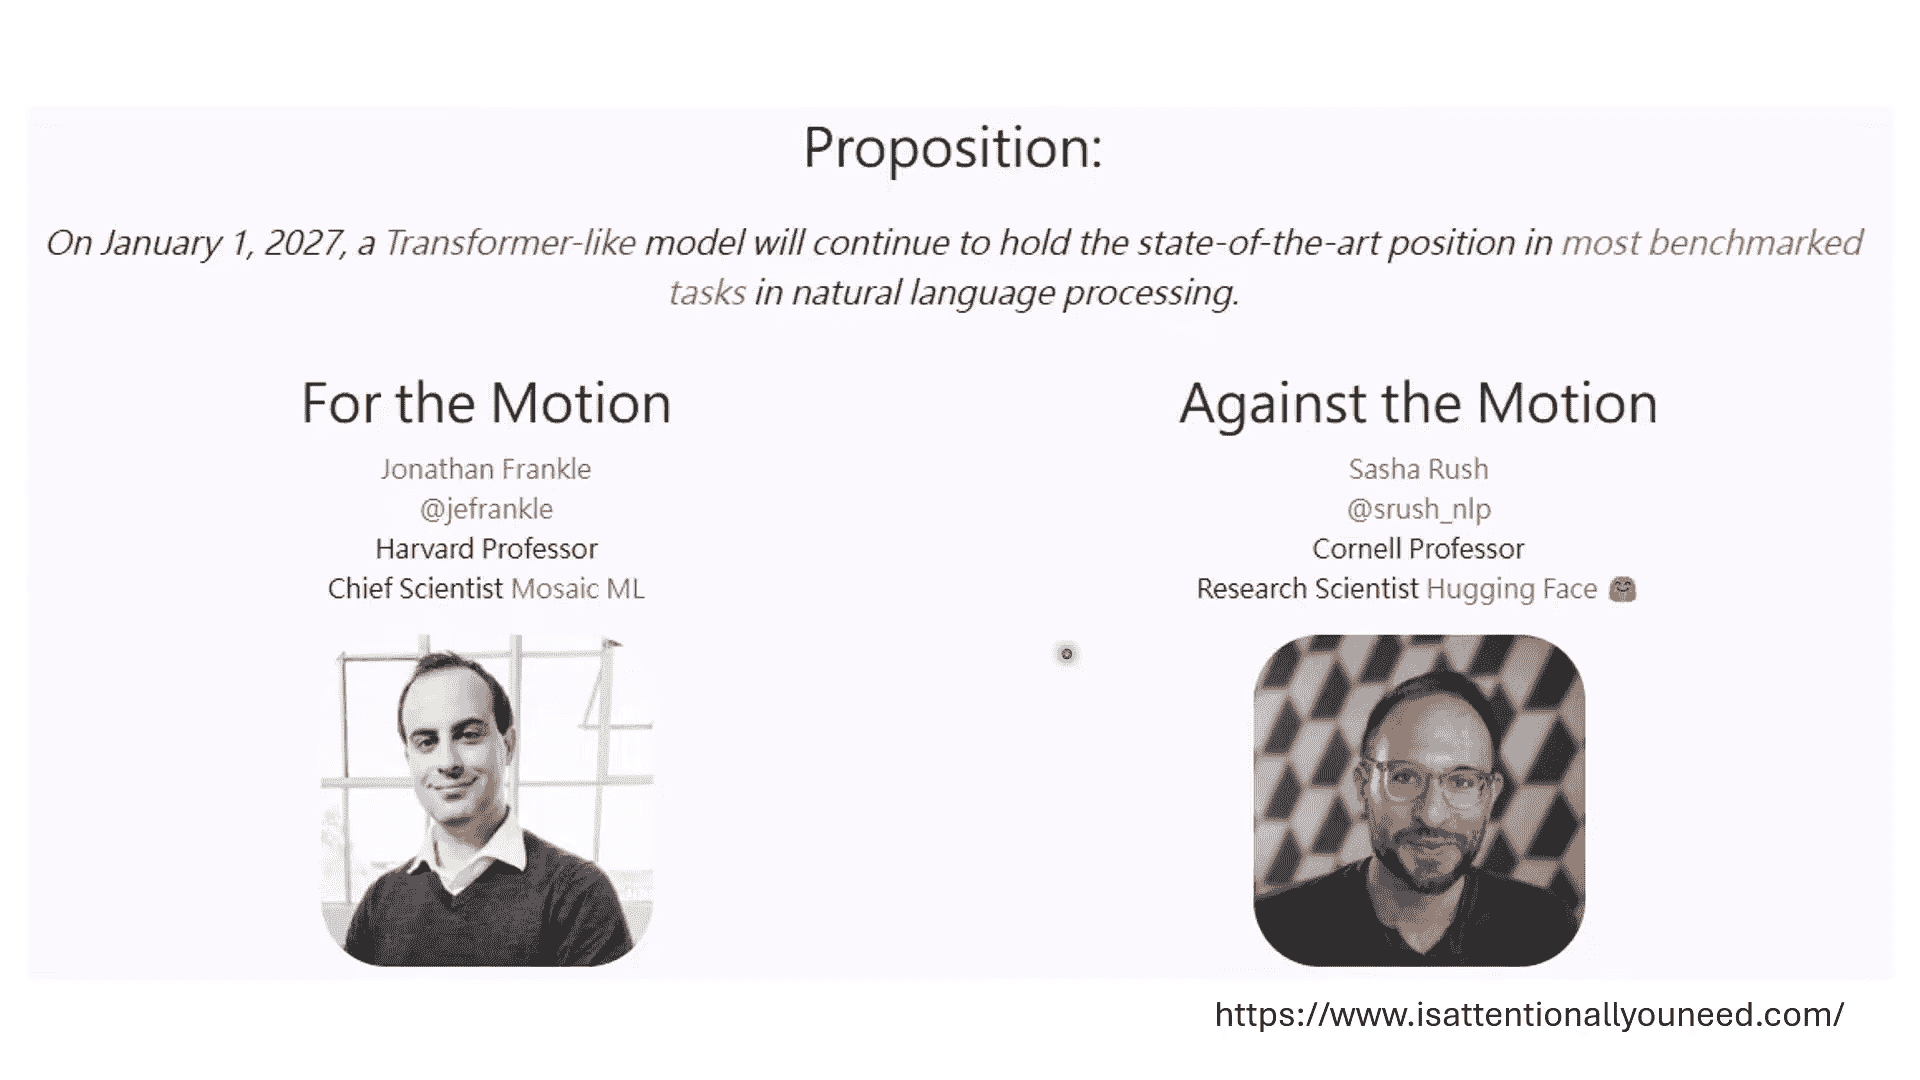 Proposition:
On January 1, 2027, a Transformer-like model will continue to hold the state-of-the-art position in most benchmarked
tasks in natural language processing.
For the Motion
Jonathan Frankle
@jefrankle
Harvard Professor
Chief Scientist Mosaic ML
Against the Motion
Sasha Rush
@srush_nlp
Cornell Professor
Research Scientist Hugging Face 🤗
https://www.isattentionallyouneed.com/